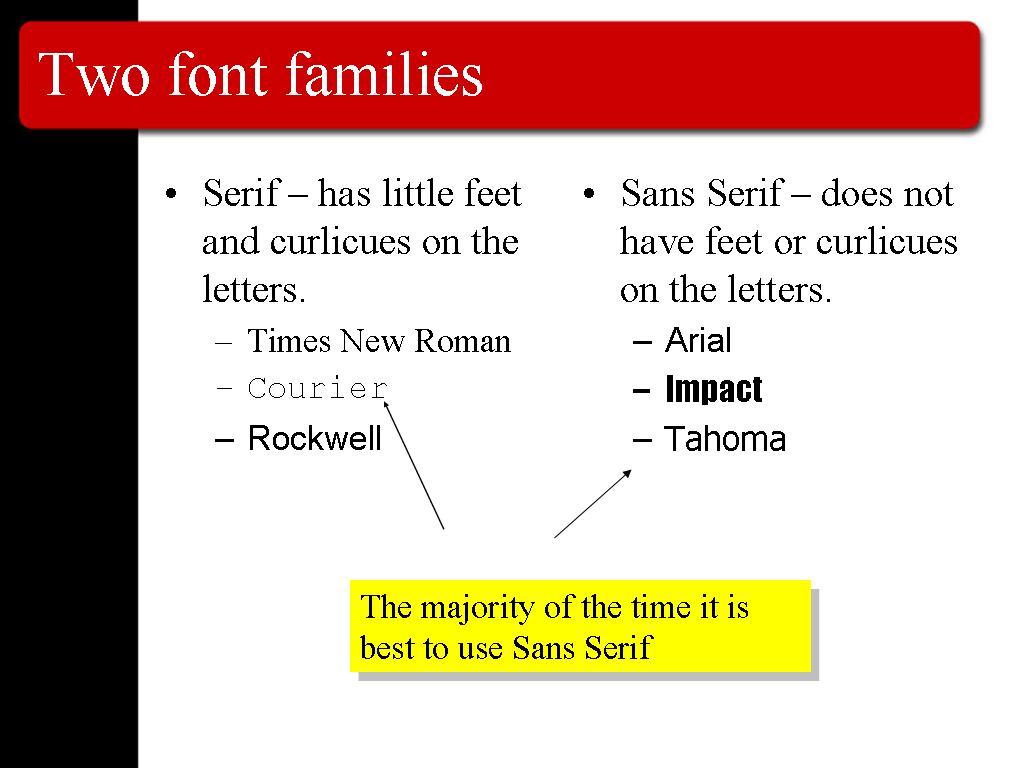 Two font families
• Serif – has little feet
and curlicues on the
letters.
– Times New Roman
– Courier
– Rockwell
• Sans Serif – does not
have feet or curlicues
on the letters.
– Arial
– Impact
– Tahoma
The majority of the time it is
best to use Sans Serif